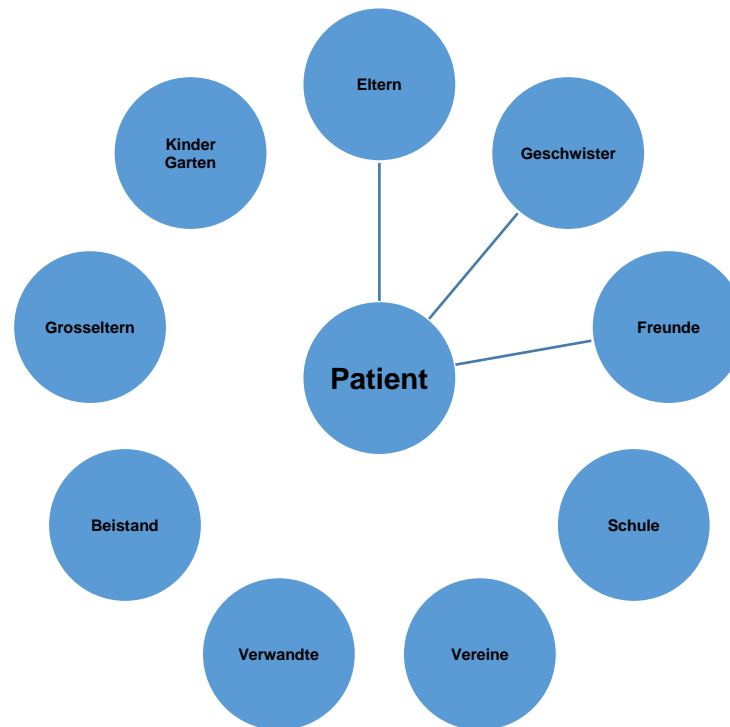 Eltern
Kinder
Garten
Geschwister
Grosseltern
Freunde
Patient
Beistand
Schule
Verwandte
Vereine